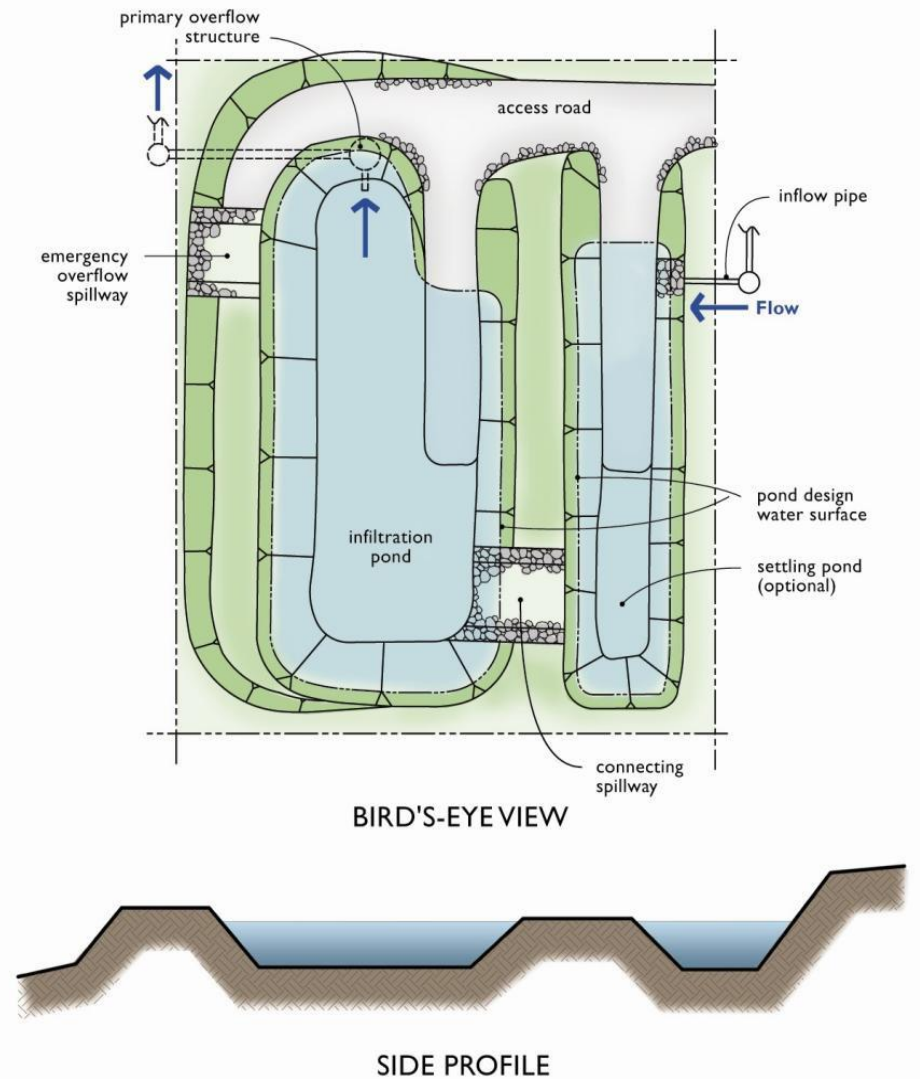 primary overflow
structure
access road
inflow pipe
emergency
overflow
spillway
Flow
pond design
water surface
infiltration
pond
settling pond
(optional)
connecting
spillway
BIRD'S-EYE VIEW
SIDE PROFILE